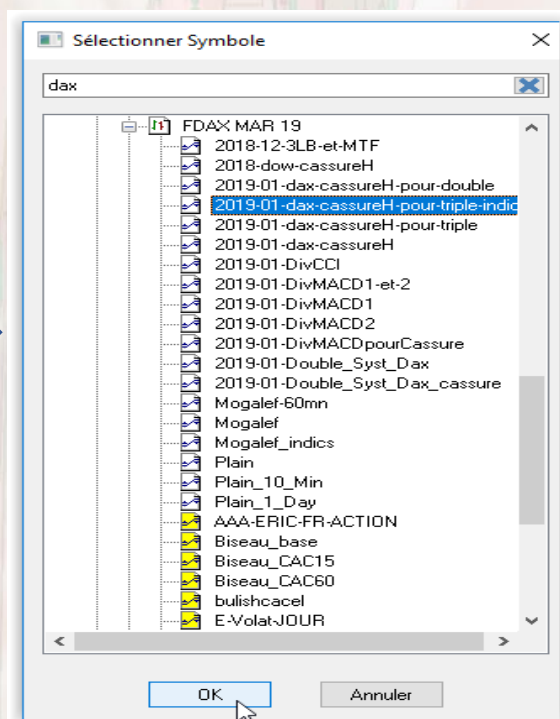 Sélectionner Symbole
dax
FDAX MAR 19
2018-12-3LB-et-MTF
2018-dow-cassureH
2019-01-dax-cassureH-pour-double
2019-01-dax-cassureH-pour-triple-indic
2019-01-dax-cassureH-pour-triple
2019-01-dax-cassureH
2019-01-DivCCI
2019-01-DivMACD1-et-2
2019-01-DivMACD1
2019-01-DivMACD2
2019-01-DivMACDpourCassure
2019-01-Double_Syst_Dax
2019-01-Double_Syst_Dax_cassure
Mogalef-60mn
Mogalef
Mogalef_indics
Plain
Plain_10_Min
Plain_1_Day
AAA-ERIC-FR-ACTION
Biseau_base
Biseau_CAC15
Biseau_CAC60
bulishcacel
E-Volat-JOUR
OK Annuler